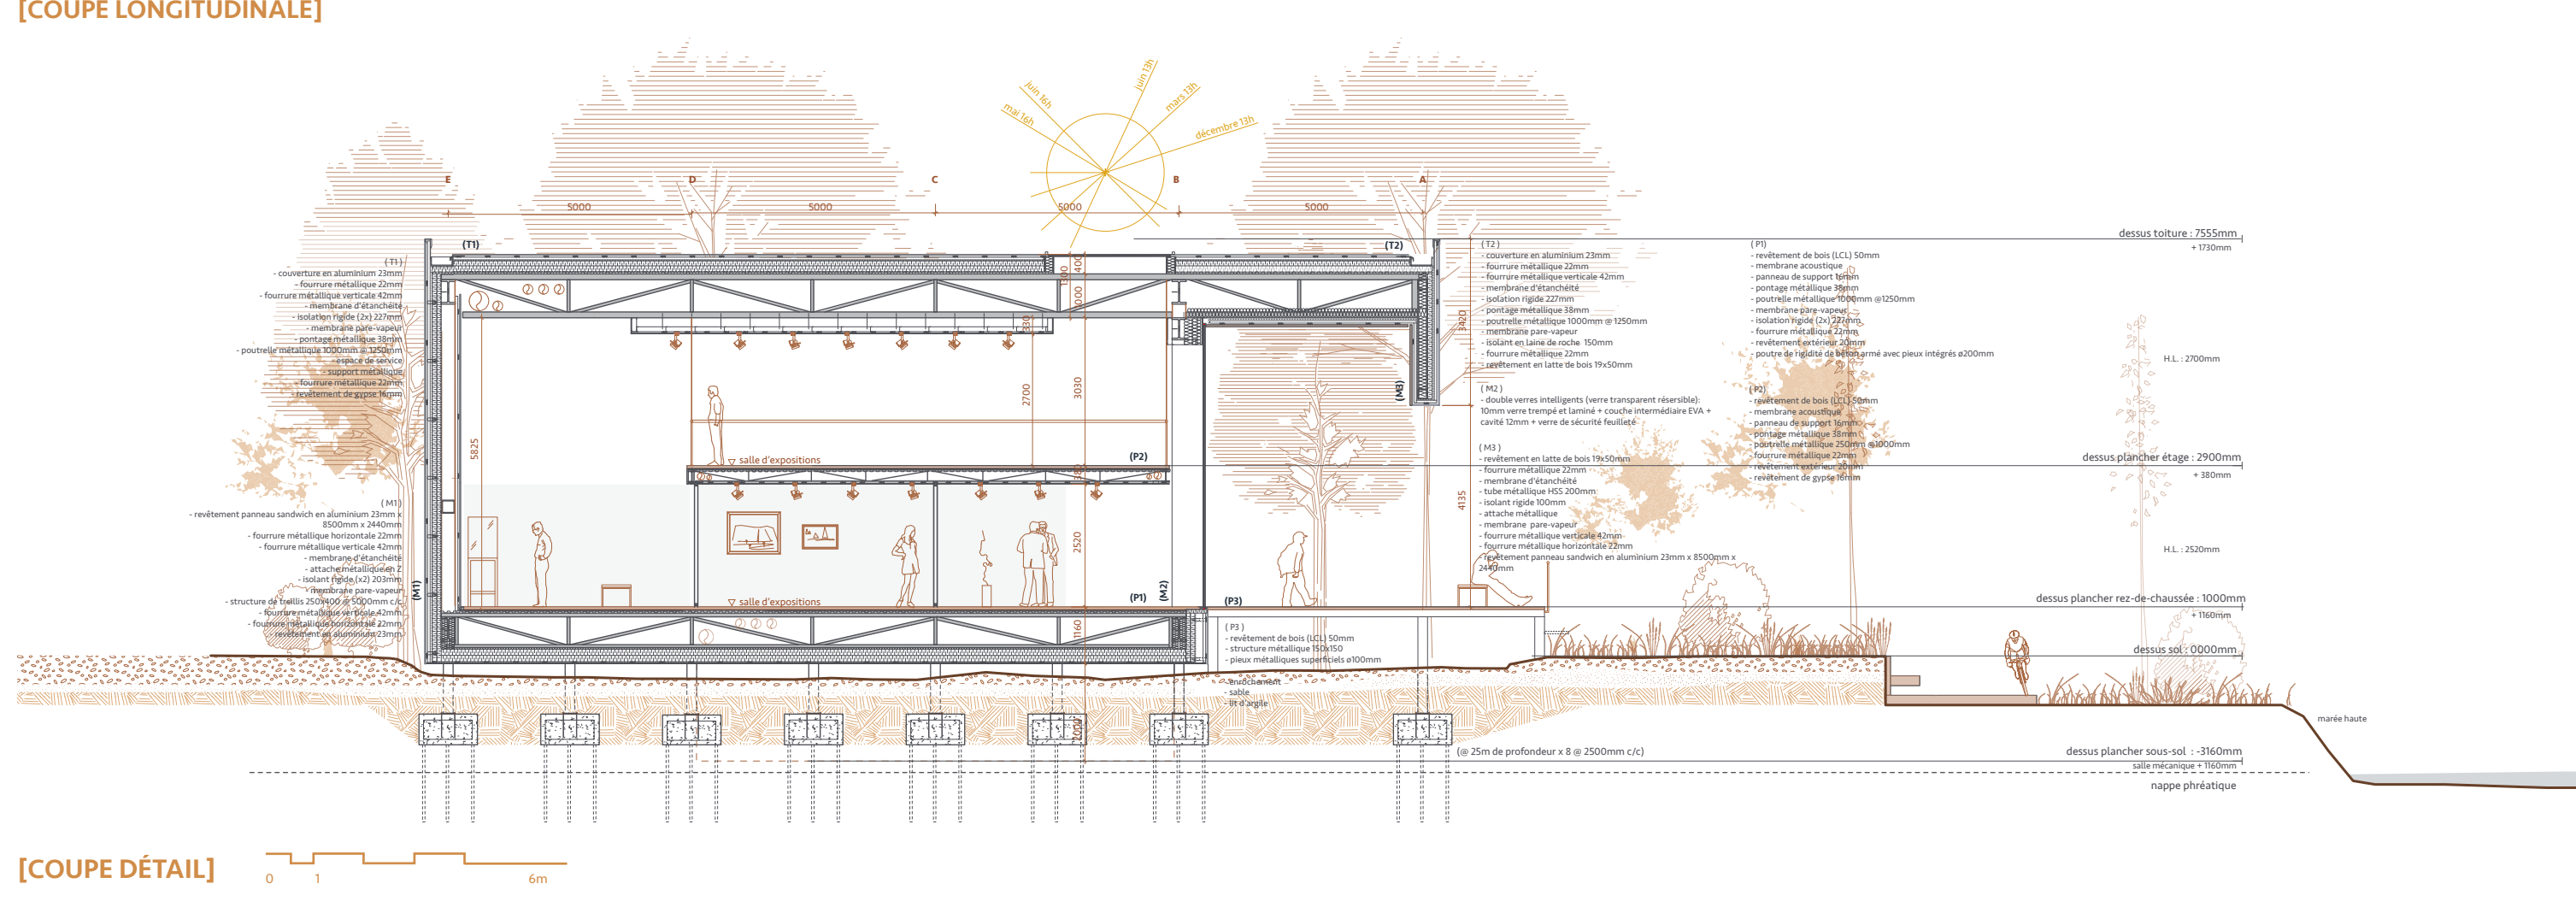 [COUPE LONGITUDINALE]
juin 13h
juin 16h
mars 13h
mai 16h
décembre 13h
E
D
C
B
A
5000
5000
5000
5000
(T1)
(T2)
( T1 )
- couverture en aluminium 23mm
- fourrure métallique 22mm
- fourrure métallique verticale 42mm
- membrane d'étanchéité
- isolation rigide (2x) 227mm
- membrane pare-vapeur
- pontage métallique 38mm
- poutrelle métallique 1000mm @ 1250mm
- espace de service
- support métallique
- fourrure métallique 22mm
- revêtement de gypse 16mm
( M1 )
- revêtement panneau sandwich en aluminium 23mm x
8500mm x 2440mm
- fourrure métallique horizontale 22mm
- fourrure métallique verticale 42mm
- membrane d'étanchéité
- attache métallique en Z
- isolant rigide (x2) 203mm
- membrane pare-vapeur
- structure de treillis 250x400 @ 5000mm c/c
- fourrure métallique verticale 42mm
- fourrure métallique horizontale 22mm
- revêtement en aluminium 23mm
(M1)
5825
400
1000
330
2700
3030
2520
1160
salle d'expositions
salle d'expositions
(P2)
(P1)
(M2)
(P3)
(M3)
3420
4135
( T2 )
- couverture en aluminium 23mm
- fourrure métallique 22mm
- fourrure métallique verticale 42mm
- membrane d'étanchéité
- isolation rigide 227mm
- pontage métallique 38mm
- poutrelle métallique 1000mm @ 1250mm
- membrane pare-vapeur
- isolant en laine de roche 150mm
- fourrure métallique 22mm
- revêtement en latte de bois 19x50mm
( M2 )
- double verres intelligents (verre transparent résersible):
10mm verre trempé et laminé + couche intermédiaire EVA +
cavité 12mm + verre de sécurité feuilleté
( M3 )
- revêtement en latte de bois 19x50mm
- fourrure métallique 22mm
- membrane d'étanchéité
- tube métallique HSS 200mm
- isolant rigide 100mm
- attache métallique
- membrane pare-vapeur
- fourrure métallique verticale 42mm
- fourrure métallique horizontale 22mm
- revêtement panneau sandwich en aluminium 23mm x 8500mm x
2440mm
( P1)
- revêtement de bois (LCL) 50mm
- membrane acoustique
- panneau de support 16mm
- pontage métallique 38mm
- poutrelle métallique 1000mm @1250mm
- membrane pare-vapeur
- isolation rigide (2x) 227mm
- fourrure métallique 22mm
- revêtement extérieur 20mm
- poutre de rigidité de béton armé avec pieux intégrés ø200mm
( P2)
- revêtement de bois (LCL) 50mm
- membrane acoustique
- panneau de support 16mm
- pontage métallique 38mm
- poutrelle métallique 250mm @1000mm
- fourrure métallique 22mm
- revêtement extérieur 20mm
- revêtement de gypse 16mm
( P3 )
- revêtement de bois (LCL) 50mm
- structure métallique 150x150
- pieux métalliques superficiels ø100mm
- enrochement
- sable
- lit d'argile
(@ 25m de profondeur x 8 @ 2500mm c/c)
dessus toiture : 7555mm
+ 1730mm
H.L. : 2700mm
dessus plancher étage : 2900mm
+ 380mm
H.L. : 2520mm
dessus plancher rez-de-chaussée : 1000mm
+ 1160mm
dessus sol : 0000mm
marée haute
dessus plancher sous-sol : -3160mm
salle mécanique + 1160mm
nappe phréatique
[COUPE DÉTAIL]
0
1
6m